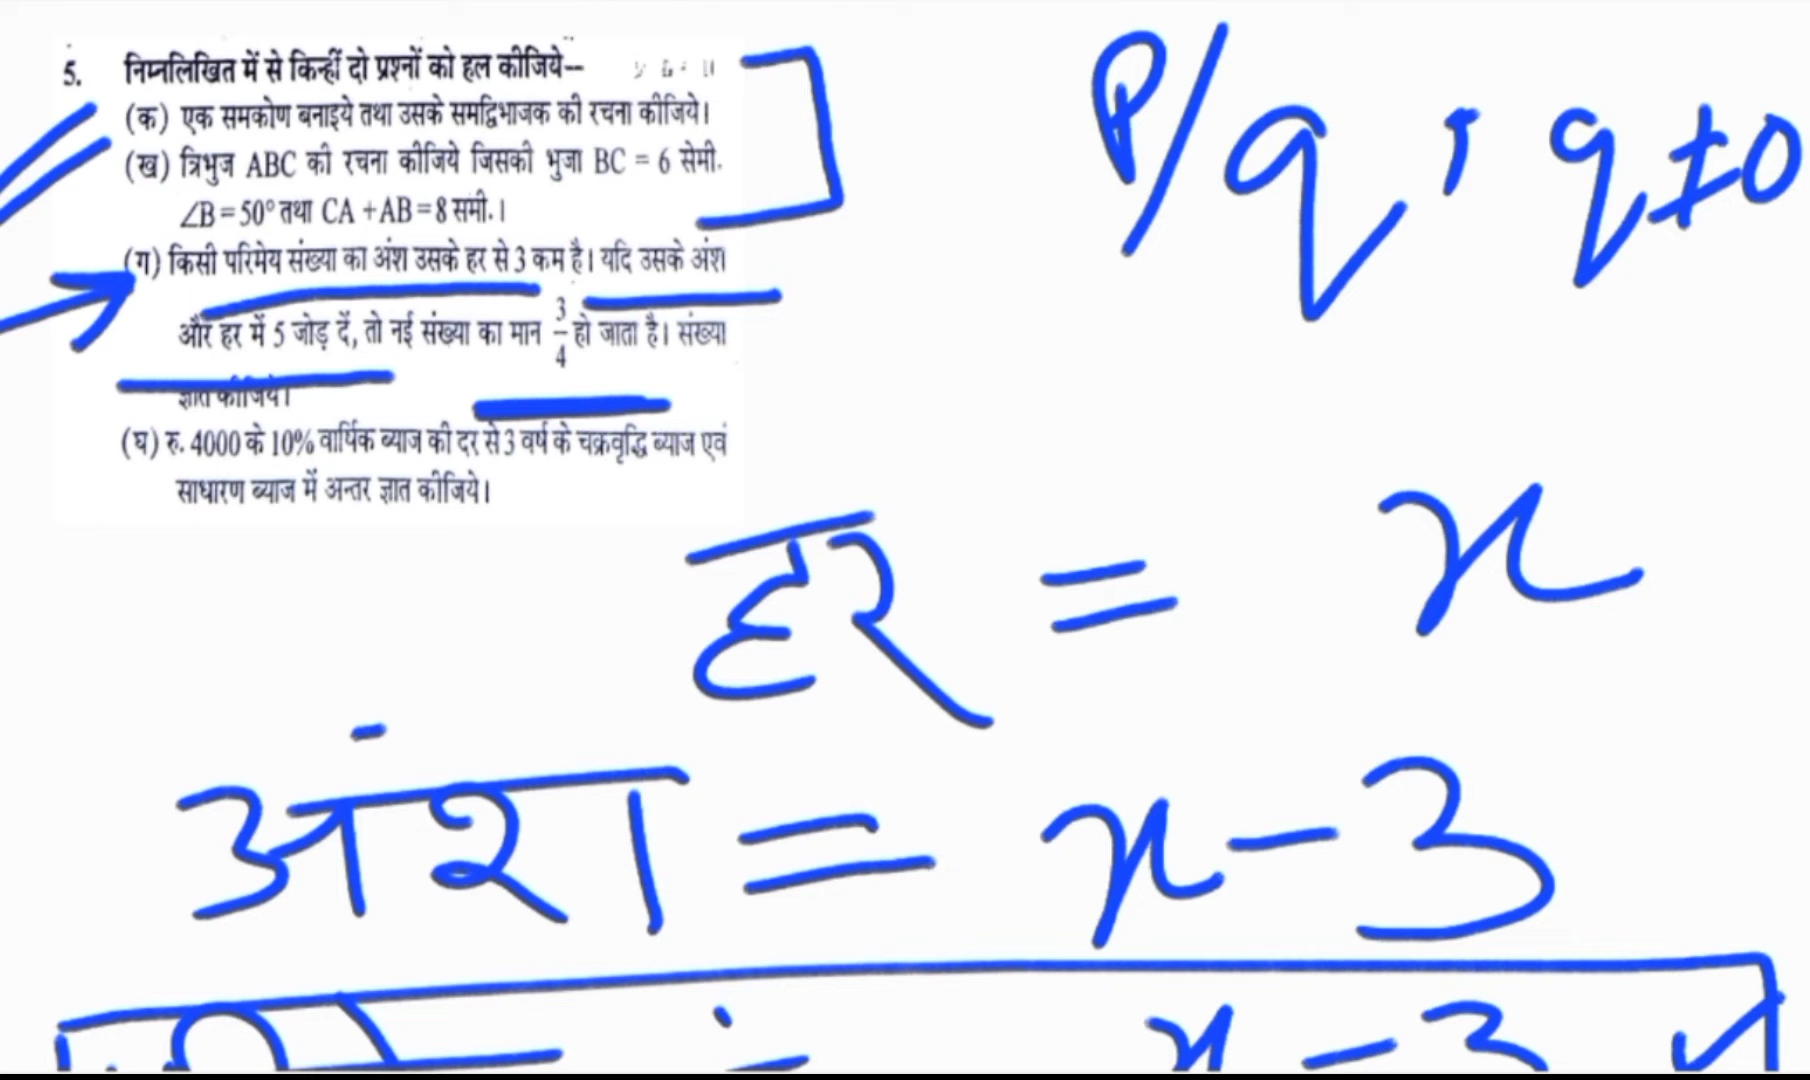 5. निम्नलिखित में से किन्हीं दो प्रश्नों को हल कीजिये–
(क) एक समकोण बनाइये तथा उसके समद्विभाजक की रचना कीजिये।
(ख) त्रिभुज ABC की रचना कीजिये जिसकी भुजा BC = 6 सेमी.
∠B = 50° तथा CA + AB = 8 समी.।
(ग) किसी परिमेय संख्या का अंश उसके हर से 3 कम है। यदि उसके अंश
और हर में 5 जोड़ दें, तो नई संख्या का मान 3/4 हो जाता है। संख्या
ज्ञात कीजिये।
(घ) रु. 4000 के 10% वार्षिक ब्याज की दर से 3 वर्ष के चक्रवृद्धि ब्याज एवं
साधारण ब्याज में अन्तर ज्ञात कीजिये।
P/q, q≠0
हर = x
अंश = x-3
x-3